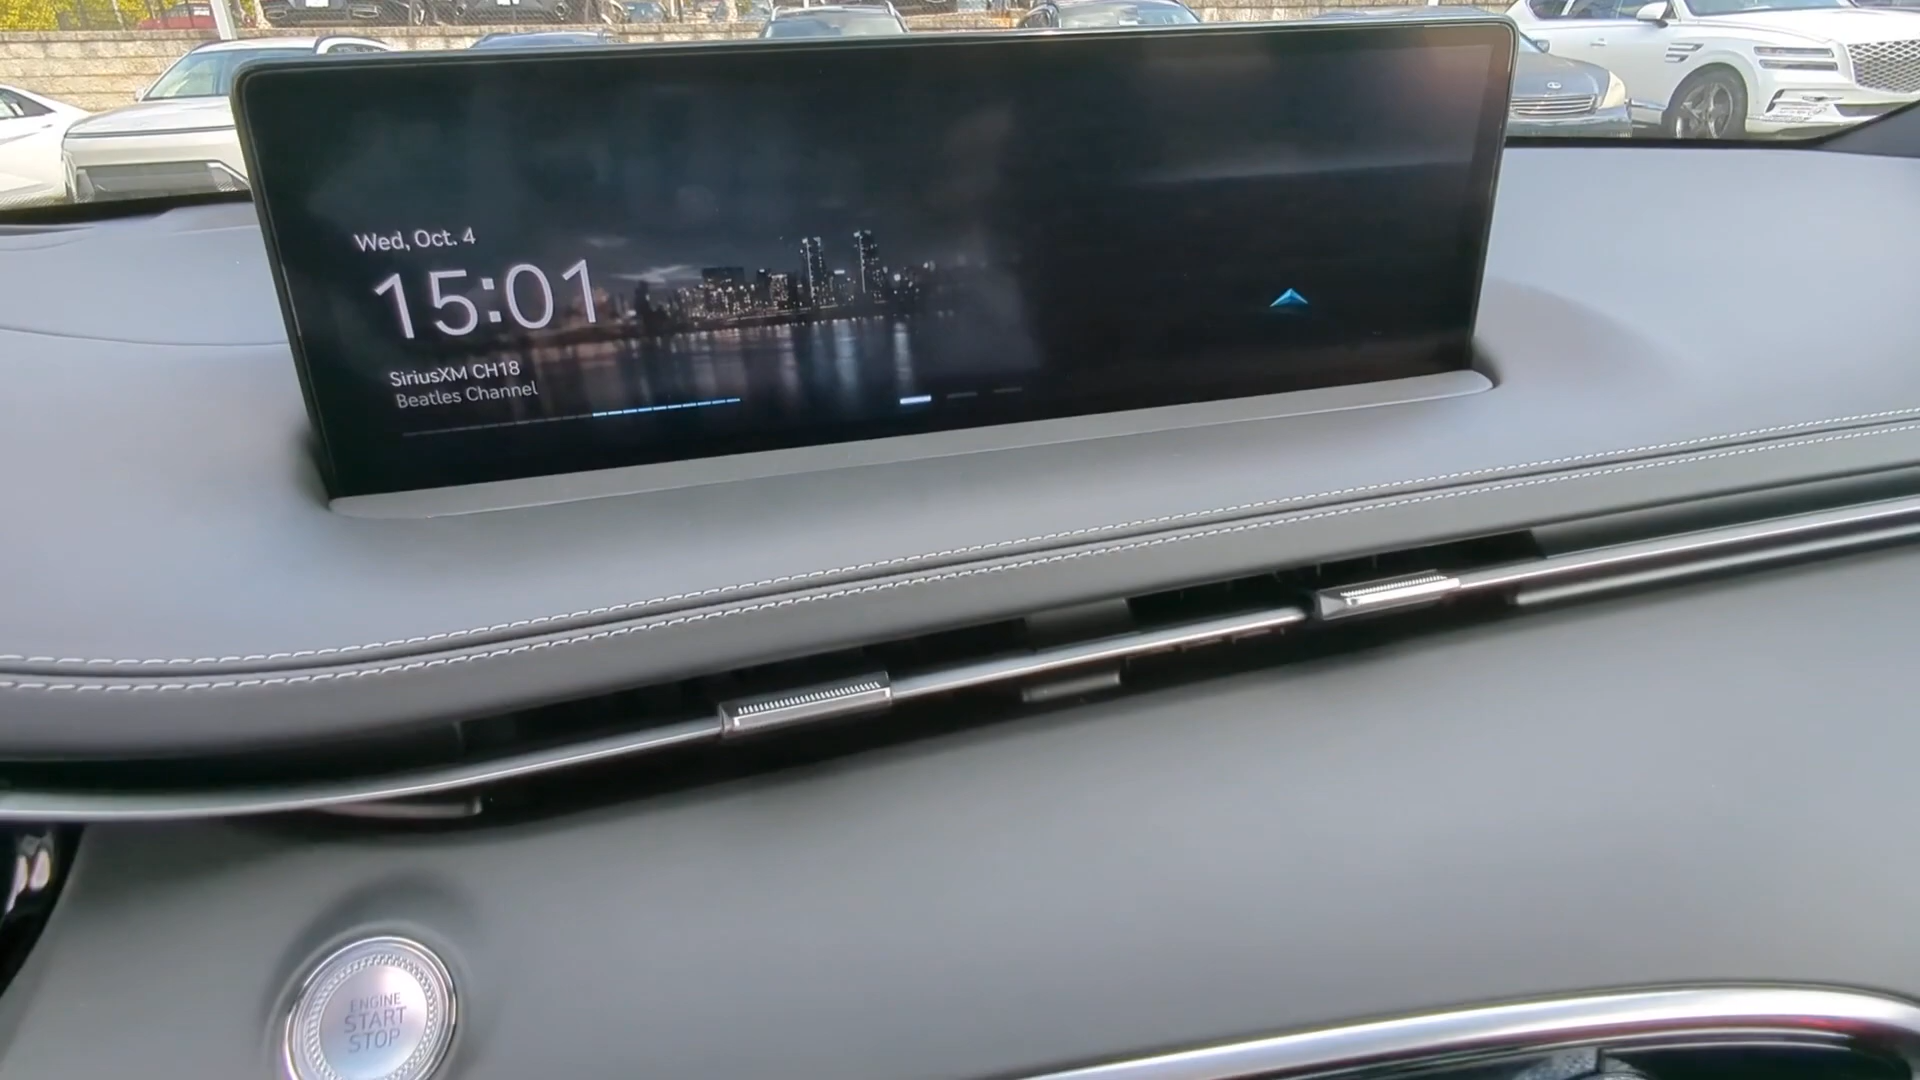 Wed, Oct. 4
15:01
SiriusXM CH18
Beatles Channel
ENGINE
START
STOP